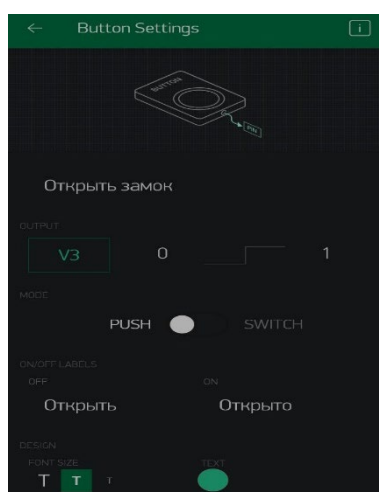 Button Settings
i
BUTTON
PIN
Открыть замок
OUTPUT
V3 0 1
MODE
PUSH SWITCH
ON/OFF LABELS
OFF ON
Открыть Открыто
DESIGN
FONT SIZE TEXT
T T T